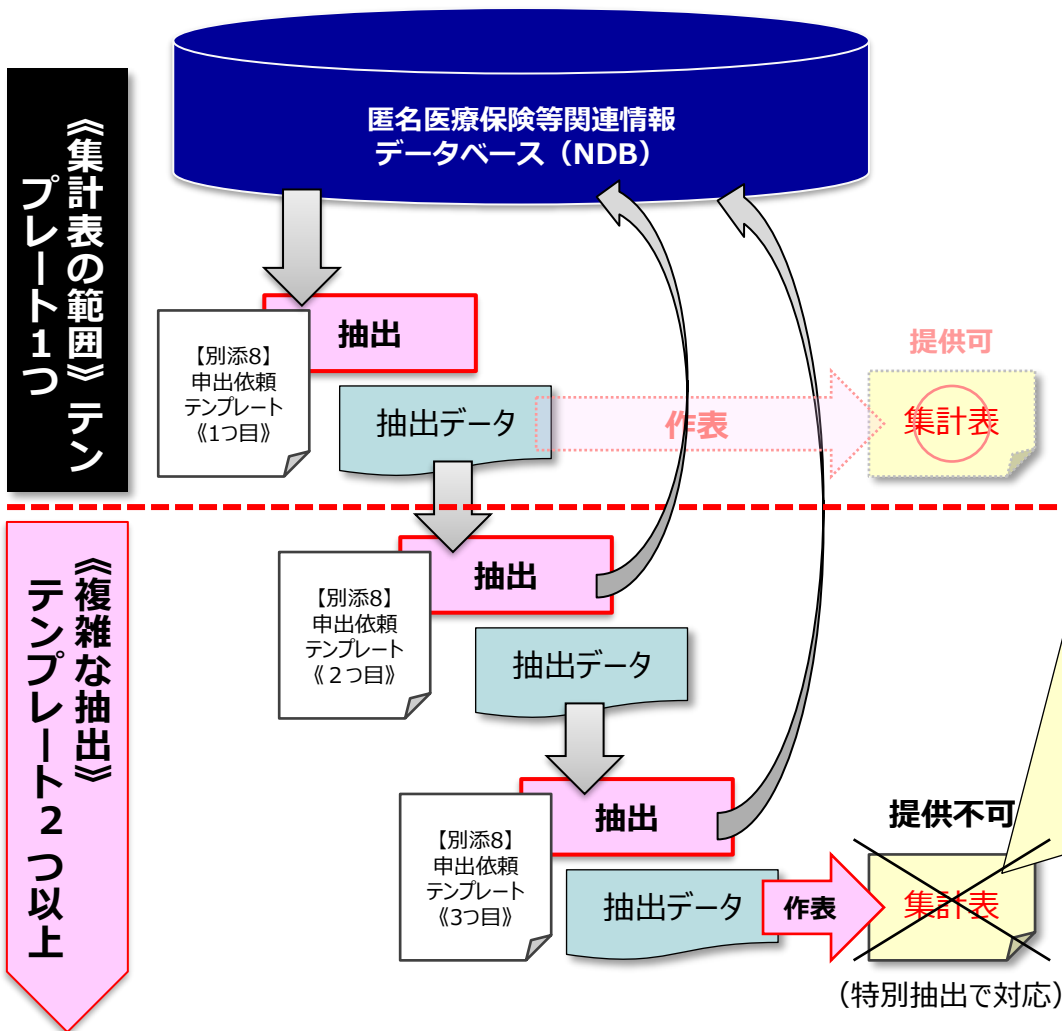 匿名医療保険等関連情報
データベース（NDB）
《集計表の範囲》テン
プレート１つ
抽出
【別添8】
申出依頼
テンプレート
《1つ目》
抽出データ
作表
提供可
集計表
《複雑な抽出》
テンプレート２つ以上
抽出
【別添8】
申出依頼
テンプレート
《２つ目》
抽出データ
抽出
【別添8】
申出依頼
テンプレート
《3つ目》
抽出データ
作表
提供不可
集計表
（特別抽出で対応）